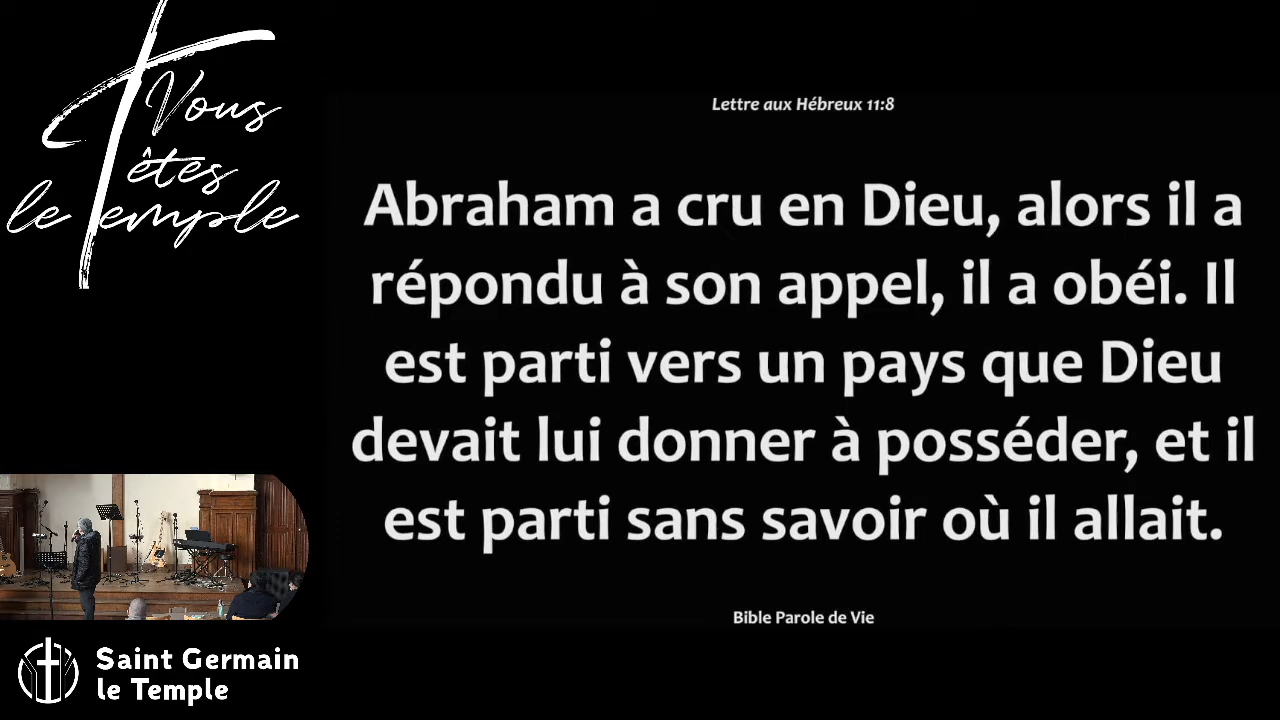 Vous
êtes
le Temple
Lettre aux Hébreux 11:8
Abraham a cru en Dieu, alors il a
répondu à son appel, il a obéi. Il
est parti vers un pays que Dieu
devait lui donner à posséder, et il
est parti sans savoir où il allait.
Bible Parole de Vie
Saint Germain
le Temple